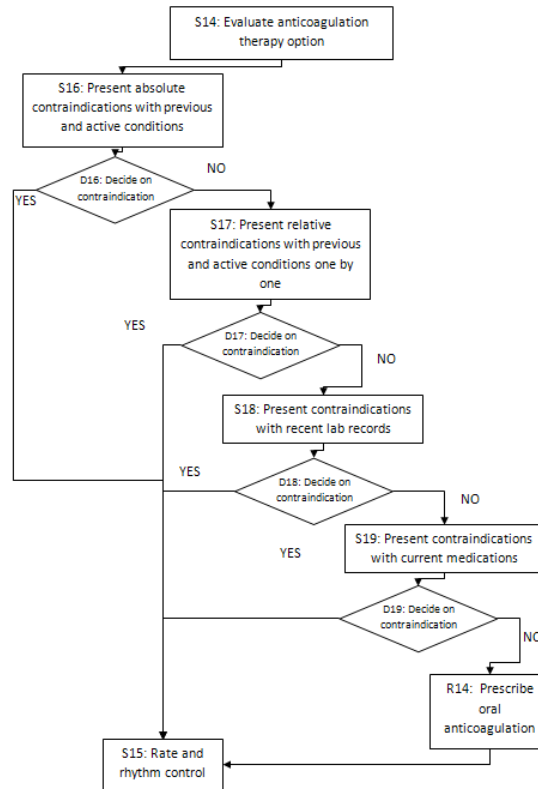 S14: Evaluate anticoagulation
therapy option
S16: Present absolute
contraindications with previous
and active conditions
NO
D16: Decide on
contraindication
YES
S17: Present relative
contraindications with previous
and active conditions one by
one
YES
D17: Decide on
contraindication
NO
S18: Present contraindications
with recent lab records
YES
D18: Decide on
contraindication
NO
S19: Present contraindications
with current medications
YES
D19: Decide on
contraindication
NO
R14: Prescribe
oral
anticoagulation
S15: Rate and
rhythm control